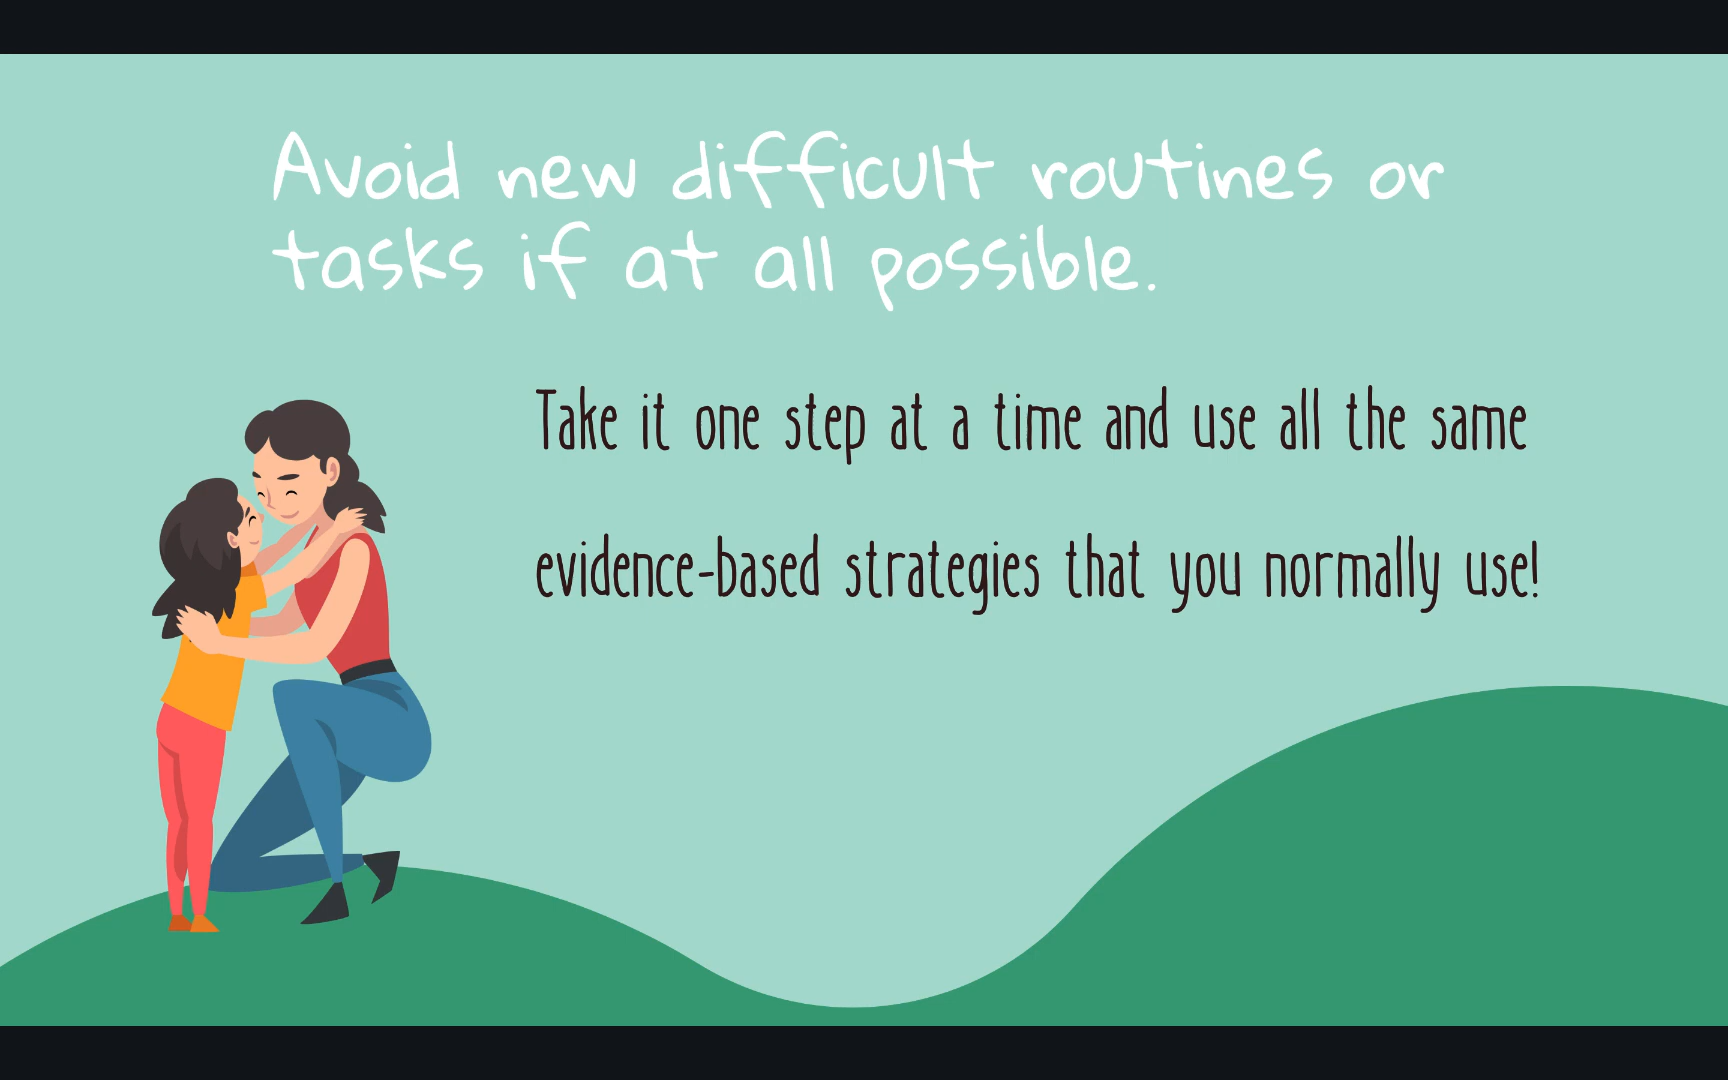 Avoid new difficult routines or
tasks if at all possible.
Take it one step at a time and use all the same
evidence-based strategies that you normally use!